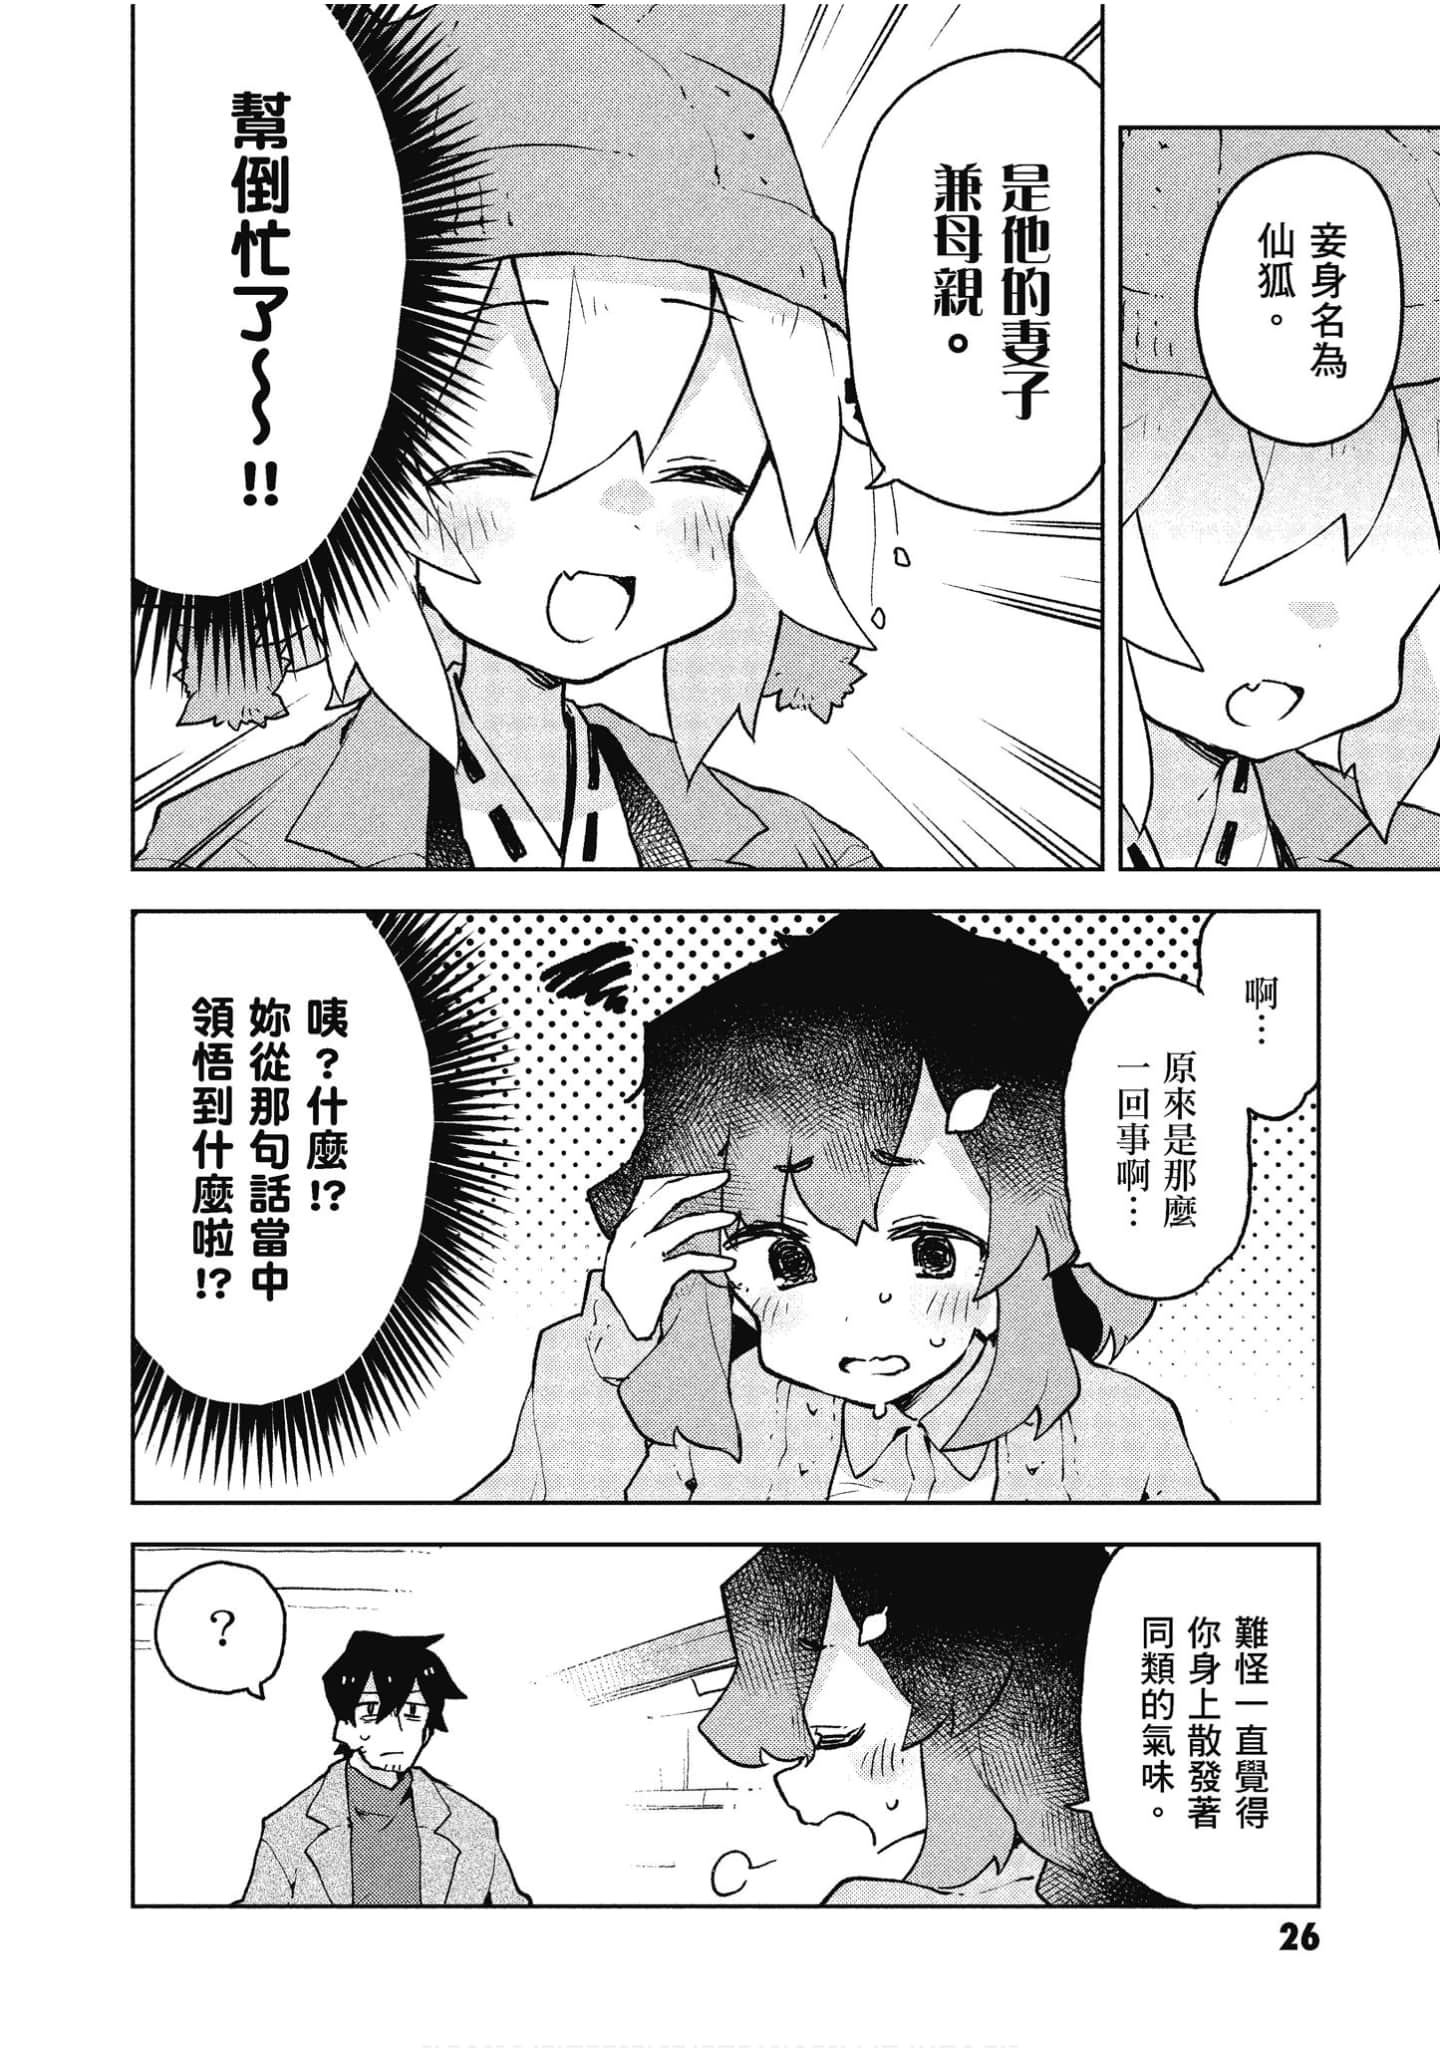 妾身名為
仙狐。
是他的妻子
兼母親。
幫倒忙了～～!!
啊…
原來是那麼
一回事啊…
咦？什麼!?
妳從那句話當中
領悟到什麼啦!?
難怪一直覺得
你身上散發著
同類的氣味。
？
26